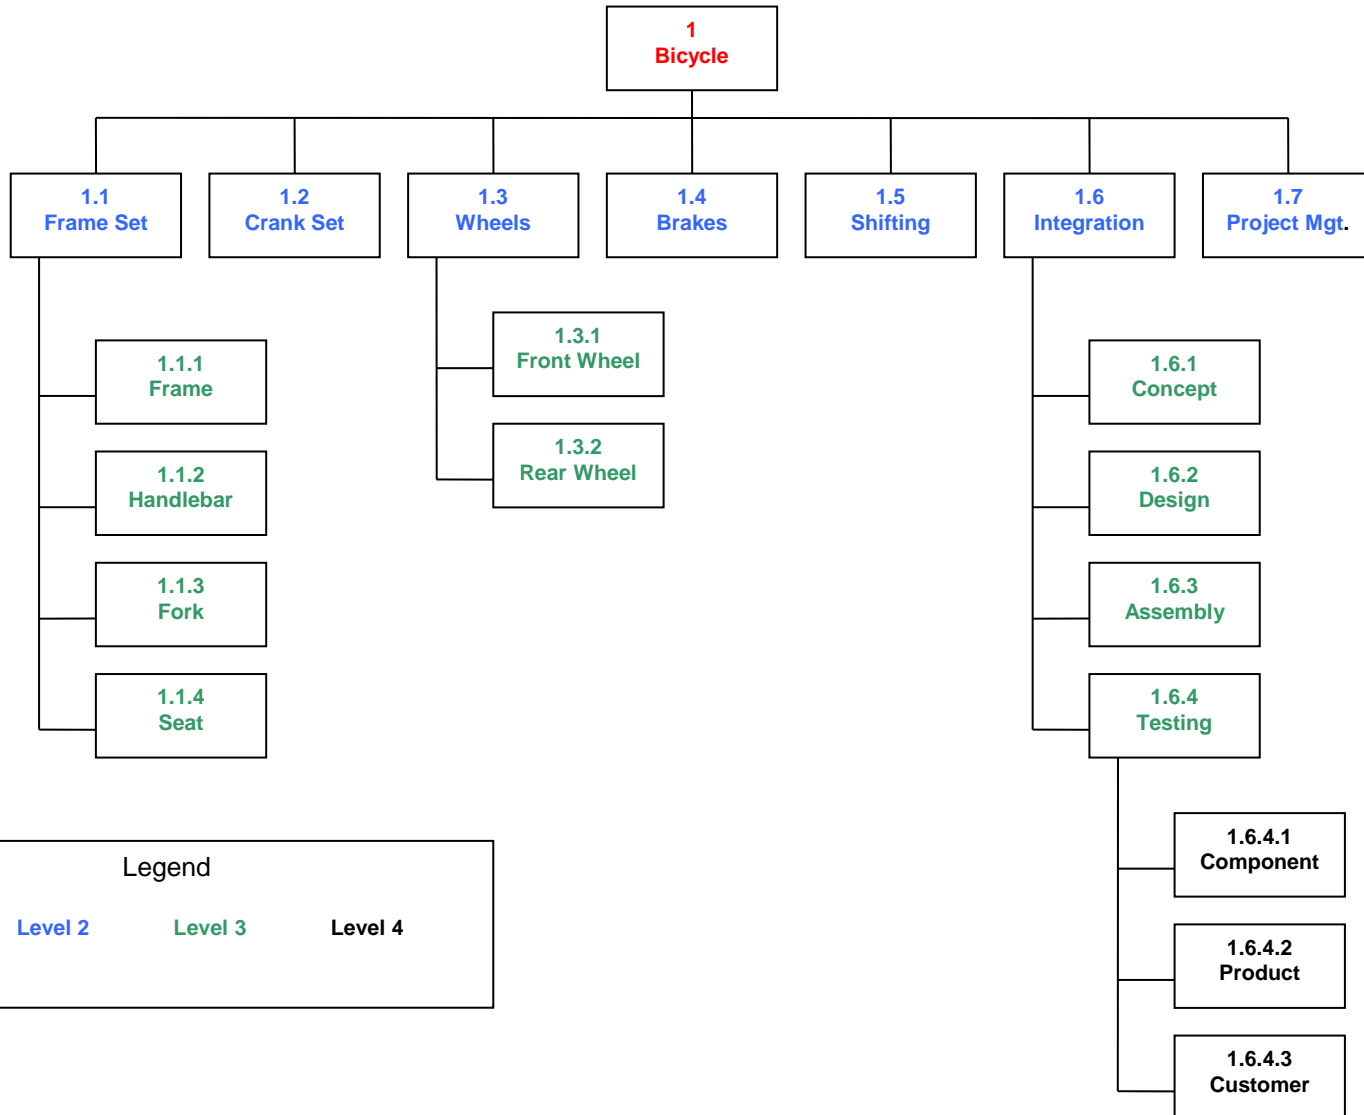 1
Bicycle
1.1
Frame Set
1.2
Crank Set
1.3
Wheels
1.4
Brakes
1.5
Shifting
1.6
Integration
1.7
Project Mgt.
1.1.1
Frame
1.1.2
Handlebar
1.1.3
Fork
1.1.4
Seat
1.3.1
Front Wheel
1.3.2
Rear Wheel
1.6.1
Concept
1.6.2
Design
1.6.3
Assembly
1.6.4
Testing
1.6.4.1
Component
1.6.4.2
Product
1.6.4.3
Customer
Legend
Level 2 Level 3 Level 4